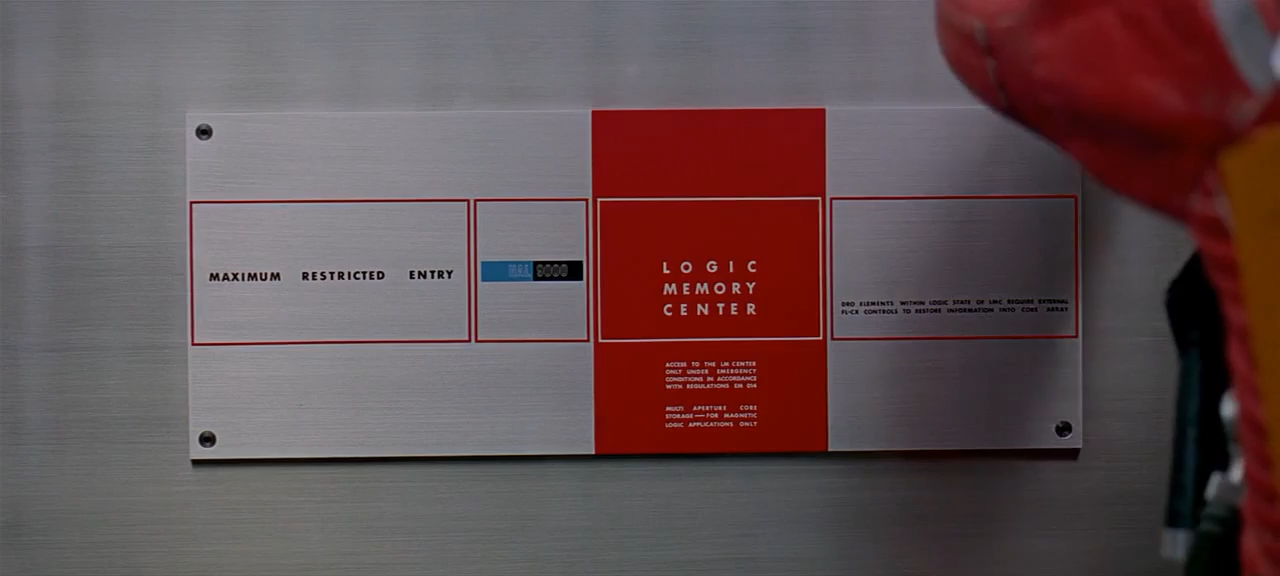 MAXIMUM RESTRICTED ENTRY
HAL 9000
LOGIC
MEMORY
CENTER
ACCESS TO THE LM CENTER
ONLY UNDER EMERGENCY
CONDITIONS IN ACCORDANCE
WITH REGULATIONS EM 014
MULTI APERTURE CORE
STORAGE—FOR MAGNETIC
LOGIC APPLICATIONS ONLY
DRO ELEMENTS WITHIN LOGIC STATE OF LMC REQUIRE EXTERNAL
FL-CX CONTROLS TO RESTORE INFORMATION INTO CORE ARRAY